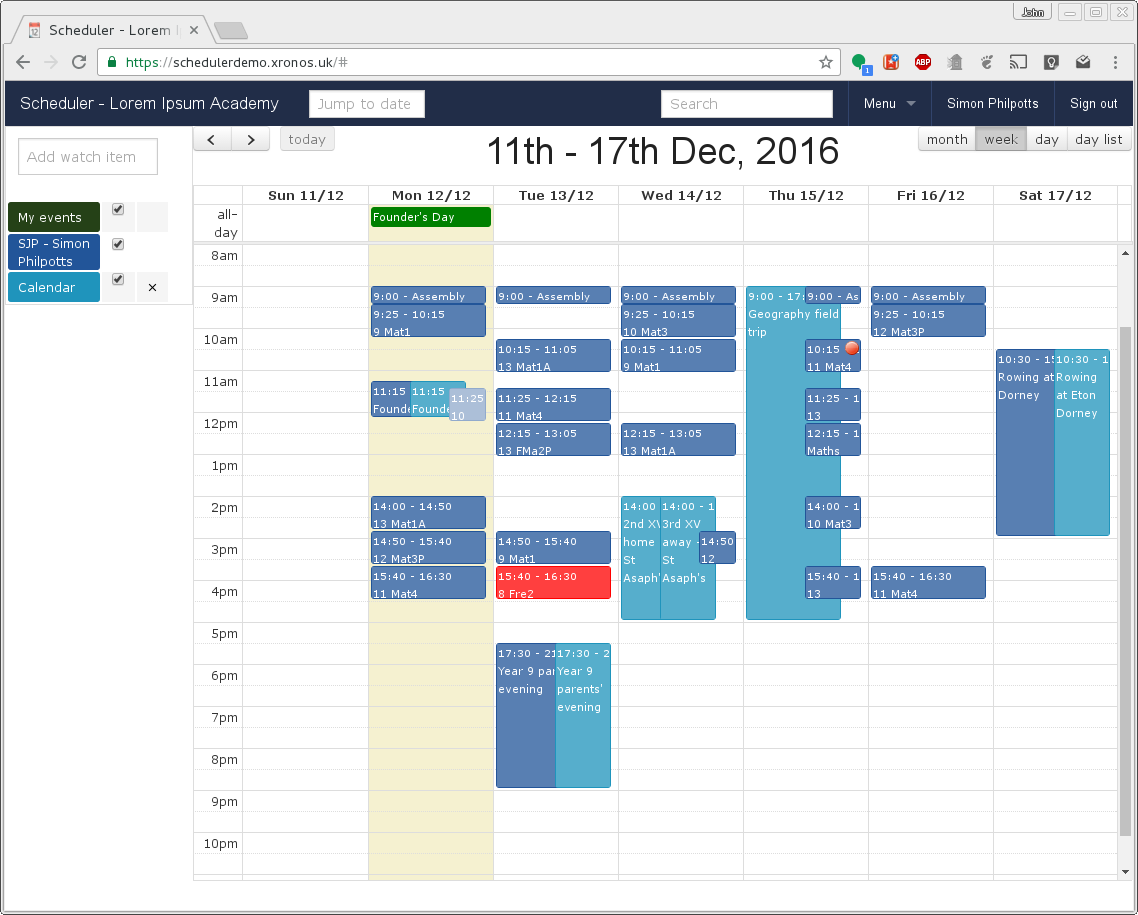 John
Scheduler - Lorem
https://schedulerdemo.xronos.uk/#
1
ABP
Scheduler - Lorem Ipsum Academy
Jump to date
Search
Menu
Simon Philpotts
Sign out
Add watch item
My events
SJP - Simon
Philpotts
Calendar
today
11th - 17th Dec, 2016
month
week
day
day list
Sun 11/12
Mon 12/12
Tue 13/12
Wed 14/12
Thu 15/12
Fri 16/12
Sat 17/12
all-
day
Founder's Day
8am
9am
10am
11am
12pm
1pm
2pm
3pm
4pm
5pm
6pm
7pm
8pm
9pm
10pm
9:00 - Assembly
9:25 - 10:15
9 Mat1
11:15
Founde
11:15
Founde
11:25
10
14:00 - 14:50
13 Mat1A
14:50 - 15:40
12 Mat3P
15:40 - 16:30
11 Mat4
9:00 - Assembly
10:15 - 11:05
13 Mat1A
11:25 - 12:15
11 Mat4
12:15 - 13:05
13 FMa2P
14:50 - 15:40
9 Mat1
15:40 - 16:30
8 Fre2
17:30 - 21
Year 9 par
evening
17:30 - 2
Year 9
parents'
evening
9:00 - Assembly
9:25 - 10:15
10 Mat3
10:15 - 11:05
9 Mat1
12:15 - 13:05
13 Mat1A
14:00
2nd XV
home
St
Asaph'
14:00 - 1
3rd XV
away -
St
Asaph's
14:50
12
9:00 - 17:
Geography field
trip
9:00 - As
10:15
11 Mat4
11:25 - 1
13
12:15 - 1
Maths
14:00 - 1
10 Mat3
15:40 - 1
13
9:00 - Assembly
9:25 - 10:15
12 Mat3P
15:40 - 16:30
11 Mat4
10:30 - 15
Rowing at
Dorney
10:30 - 1
Rowing
at Eton
Dorney